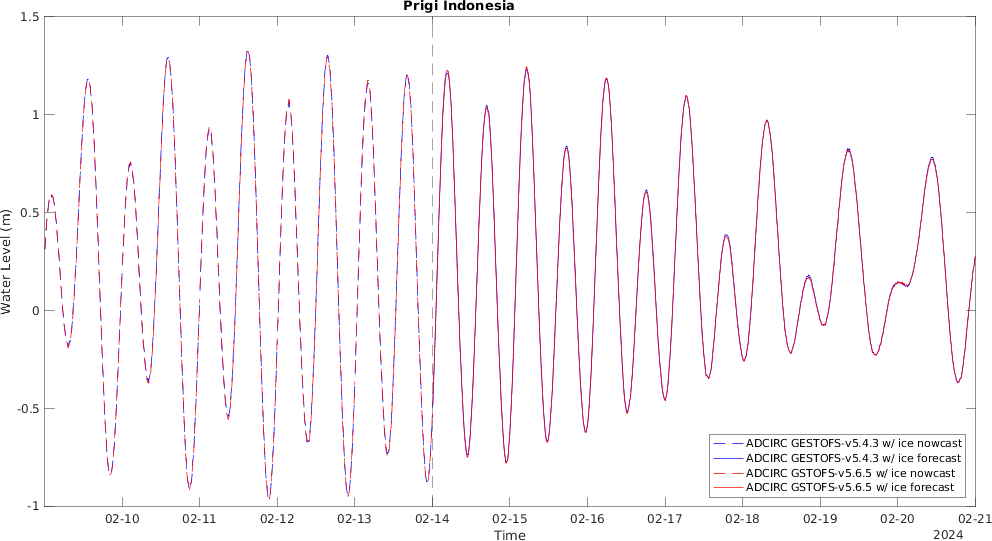 Prigi Indonesia
1.5
1
0.5
0
-0.5
-1
Water Level (m)
02-10 02-11 02-12 02-13 02-14 02-15 02-16 02-17 02-18 02-19 02-20 02-21
Time
2024
ADCIRC GESTOFS-v5.4.3 w/ ice nowcast
ADCIRC GESTOFS-v5.4.3 w/ ice forecast
ADCIRC GSTOFS-v5.6.5 w/ ice nowcast
ADCIRC GSTOFS-v5.6.5 w/ ice forecast